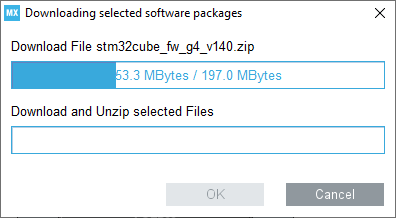 MX Downloading selected software packages
Download File stm32cube_fw_g4_v140.zip
53.3 MBytes / 197.0 MBytes
Download and Unzip selected Files
OK Cancel